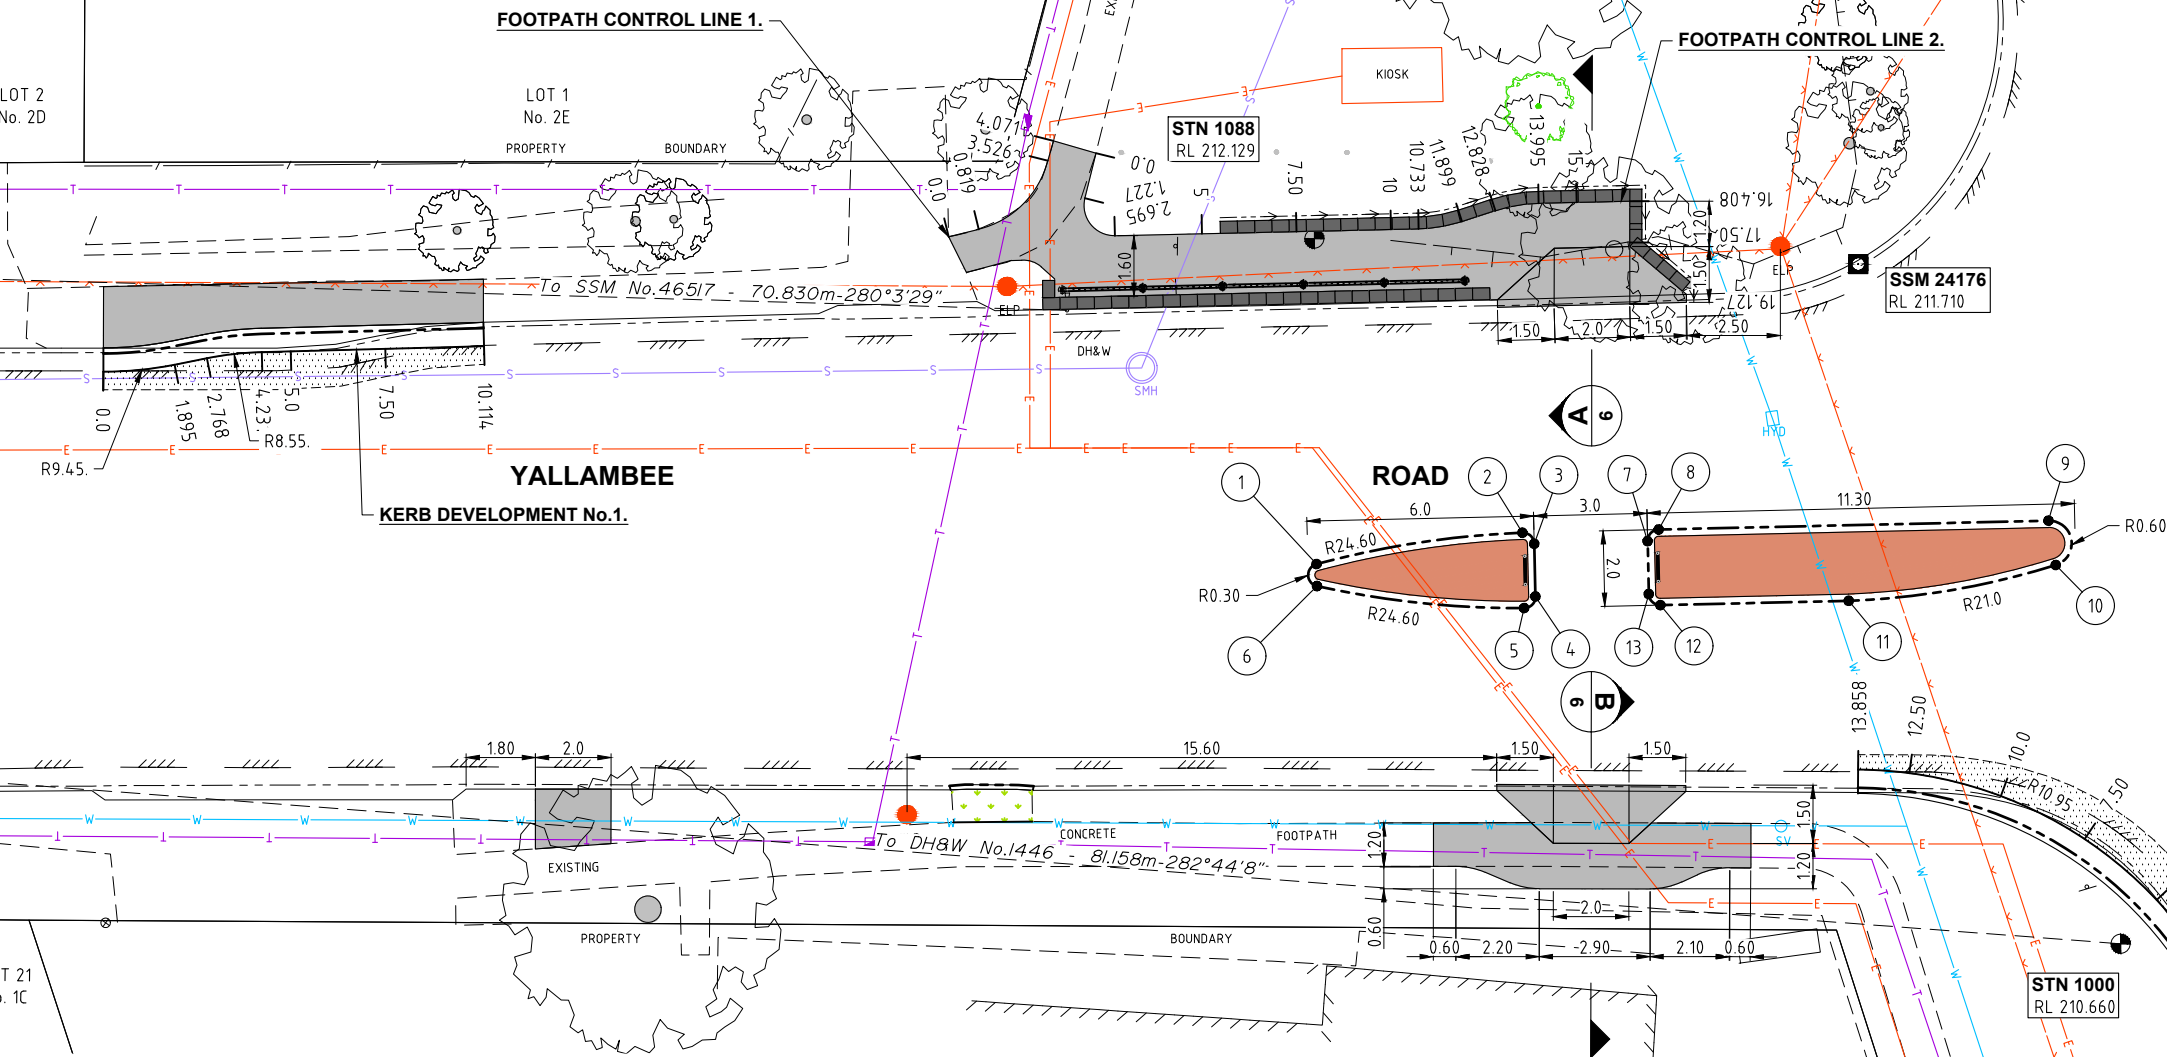 FOOTPATH CONTROL LINE 1.
FOOTPATH CONTROL LINE 2.
LOT 2
No. 2D
LOT 1
No. 2E
KIOSK
STN 1088
RL 212.129
PROPERTY
BOUNDARY
4.071
3.526
0.819
0.0
0.0
1.227
2.695
5
7.50
10
10.733
11.899
12.828
13.995
15
16.408
1.20
17.50
1.50
19.127
ELP
SSM 24176
RL 211.710
1.60
To SSM No.46517 - 70.830m-280°3'29"
ELP
1.50
2.0
1.50
2.50
DH&W
SMH
0.0
1.895
2.768
4.23
5.0
7.50
10.114
R8.55.
R9.45.
A
6
HYD
YALLAMBEE
ROAD
KERB DEVELOPMENT No.1.
1
2
3
7
8
9
6.0
3.0
11.30
R24.60
R0.60
2.0
R0.30
R24.60
R21.0
6
5
4
13
12
11
10
B
6
13.858
12.50
10.0
7.50
R10.95
1.80
2.0
15.60
1.50
1.50
1.50
1.20
CONCRETE
FOOTPATH
SV
To DH&W No.1446 - 81.158m-282°44'8"
EXISTING
1.20
0.60
2.0
PROPERTY
BOUNDARY
0.60
2.20
2.90
2.10
0.60
T 21
. 1C
STN 1000
RL 210.660